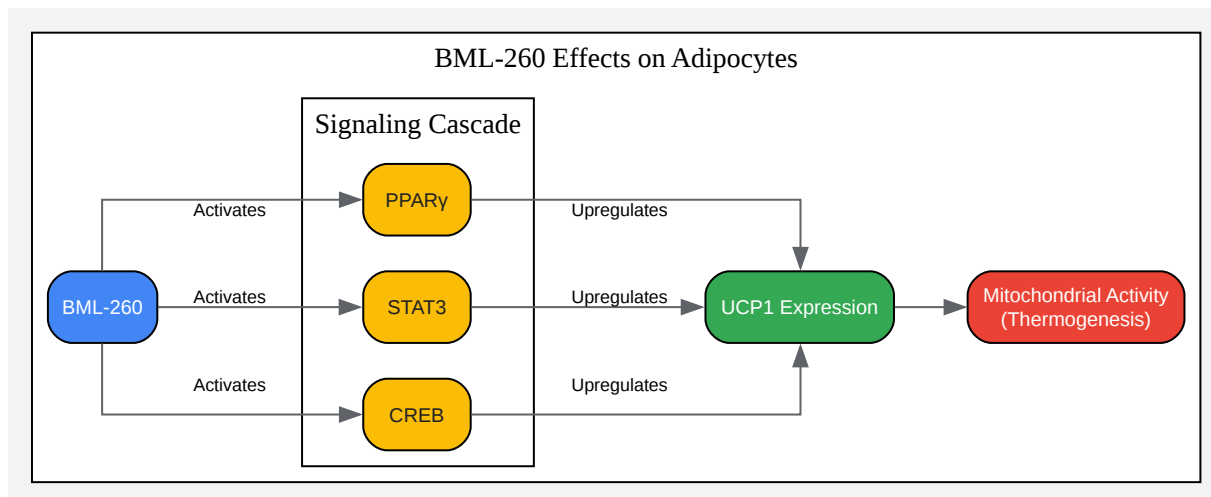 BML-260 Effects on Adipocytes
Signaling Cascade
PPARγ
Activates
Upregulates
BML-260
Activates
STAT3
Upregulates
UCP1 Expression
Mitochondrial Activity
(Thermogenesis)
Activates
Upregulates
CREB